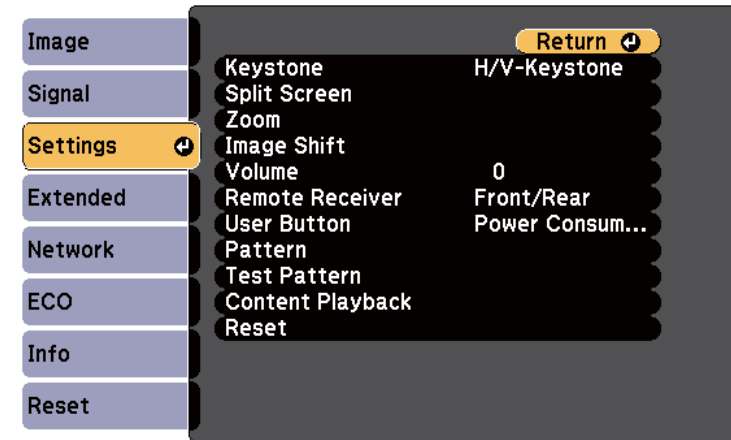 Image
Signal
Settings
Extended
Network
ECO
Info
Reset
Return
Keystone H/V-Keystone
Split Screen
Zoom
Image Shift
Volume 0
Remote Receiver Front/Rear
User Button Power Consum...
Pattern
Test Pattern
Content Playback
Reset